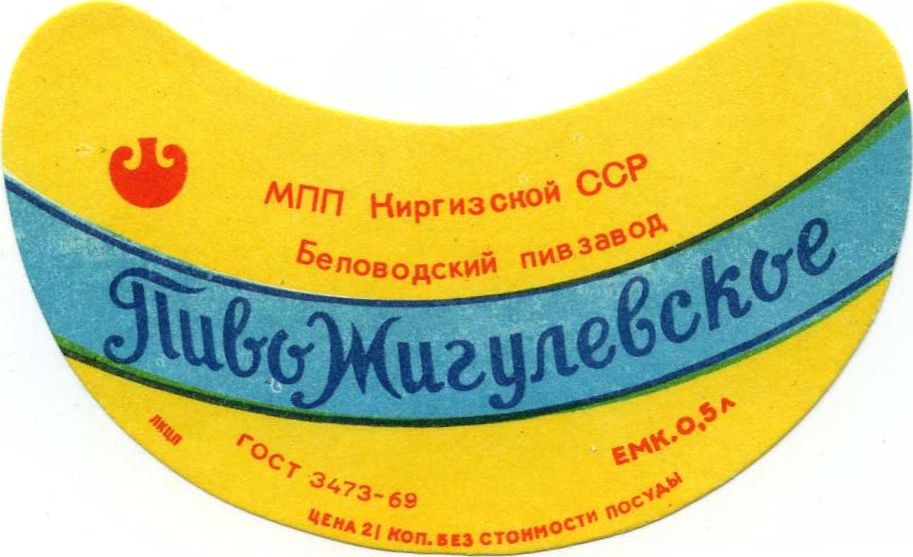 МПП Киргизской ССР
Беловодский пивзавод
Пиво Жигулевское
ЛКЦП
ГОСТ 3473-69
ЕМК. 0,5л
ЦЕНА 21 КОП. БЕЗ СТОИМОСТИ ПОСУДЫ